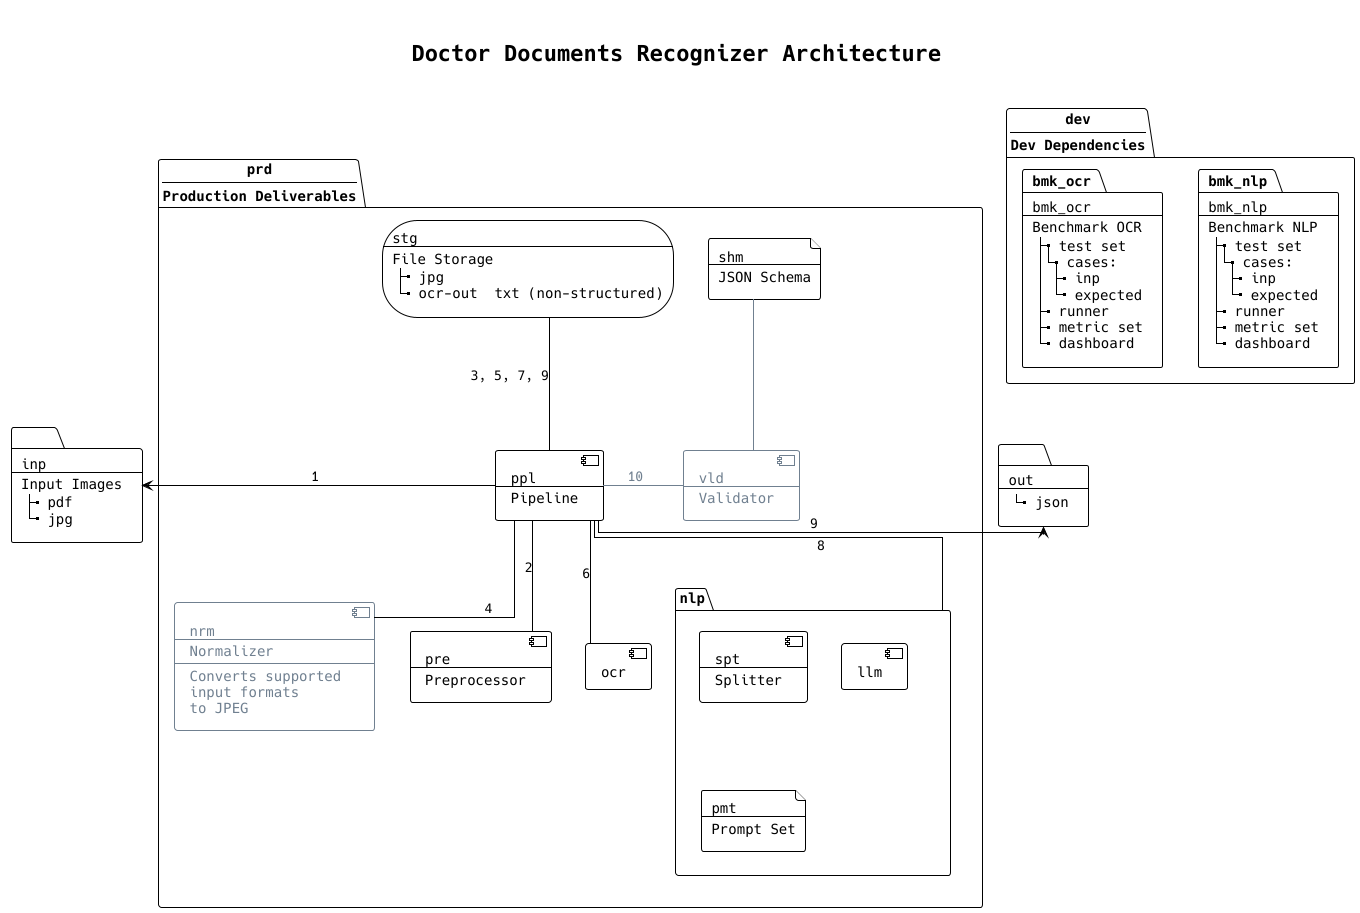 Doctor Documents Recognizer Architecture
dev
Dev Dependencies
bmk_ocr
bmk_ocr
Benchmark OCR
test set
cases:
inp
expected
runner
metric set
dashboard
bmk_nlp
bmk_nlp
Benchmark NLP
test set
cases:
inp
expected
runner
metric set
dashboard
prd
Production Deliverables
stg
File Storage
jpg
ocr-out  txt (non-structured)
shm
JSON Schema
3, 5, 7, 9
inp
Input Images
pdf
jpg
1
ppl
Pipeline
10
vld
Validator
out
json
9
8
2
6
4
nrm
Normalizer
Converts supported
input formats
to JPEG
pre
Preprocessor
ocr
nlp
spt
Splitter
llm
pmt
Prompt Set